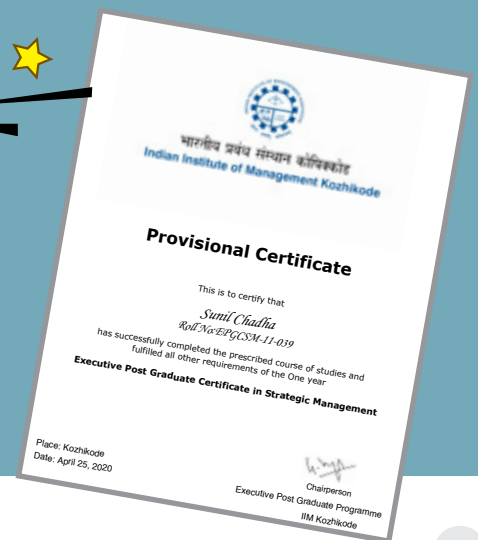 भारतीय प्रबंध संस्थान कोषिक्कोड
Indian Institute of Management Kozhikode
Provisional Certificate
This is to certify that
Sunil Chadha
Roll No:EPGCSM-11-039
has successfully completed the prescribed course of studies and
fulfilled all other requirements of the One year
Executive Post Graduate Certificate in Strategic Management
Place: Kozhikode
Date: April 25, 2020
Chairperson
Executive Post Graduate Programme
IIM Kozhikode